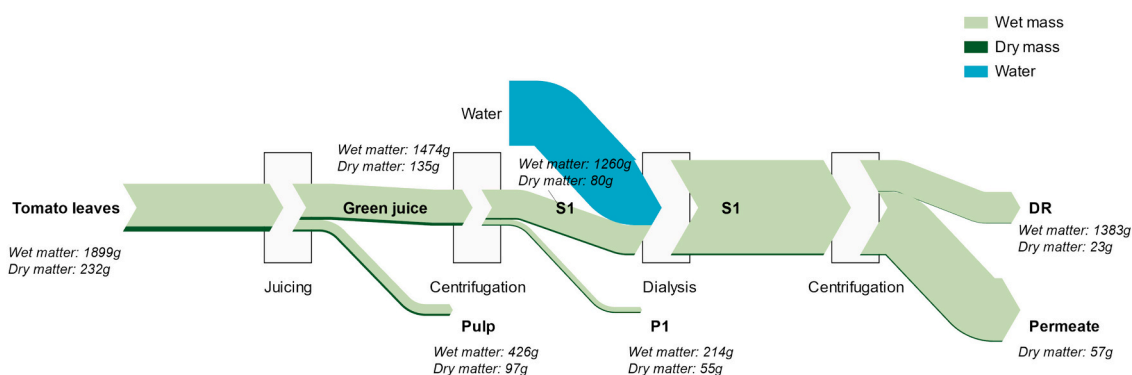 Wet mass
Dry mass
Water
Water
Wet matter: 1474g
Dry matter: 135g
Wet matter: 1260g
Dry matter: 80g
Tomato leaves
Green juice
S1
S1
DR
Wet matter: 1383g
Dry matter: 23g
Wet matter: 1899g
Dry matter: 232g
Juicing
Centrifugation
Dialysis
Centrifugation
Pulp
Wet matter: 426g
Dry matter: 97g
P1
Wet matter: 214g
Dry matter: 55g
Permeate
Dry matter: 57g